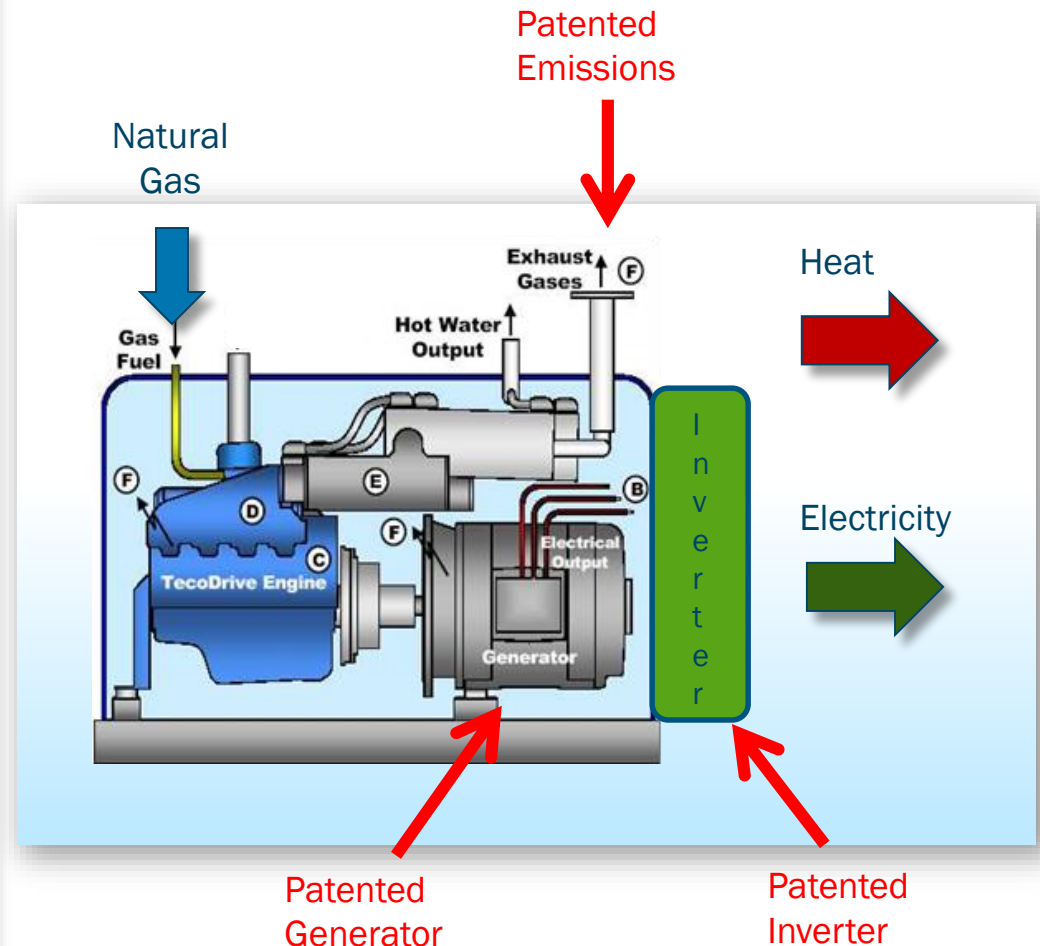 Patented
Emissions
Natural
Gas
Exhaust
Gases
F
Heat
Hot Water
Output
Gas
Fuel
F
D
E
B
C
F
TecoDrive Engine
Electrical
Output
Generator
I
n
v
e
r
t
e
r
Electricity
Patented
Generator
Patented
Inverter